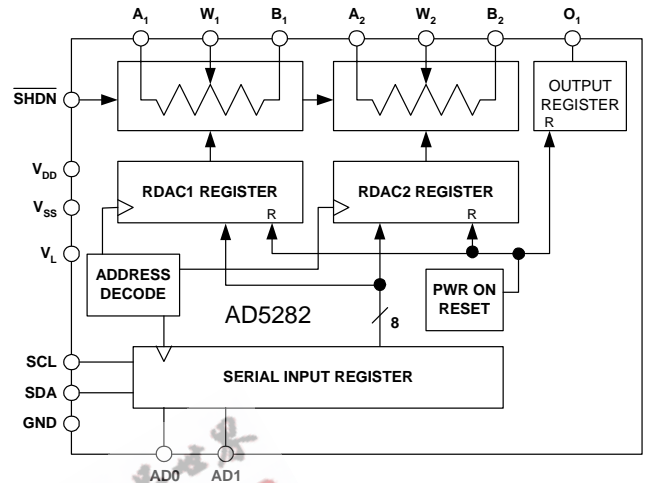 A1 W1 B1 A2 W2 B2 O1
SHDN
OUTPUT
REGISTER
R
VDD
RDAC1 REGISTER
R
RDAC2 REGISTER
R
VSS
VL
ADDRESS
DECODE
PWR ON
RESET
AD5282
8
SCL
SERIAL INPUT REGISTER
SDA
GND
AD0 AD1